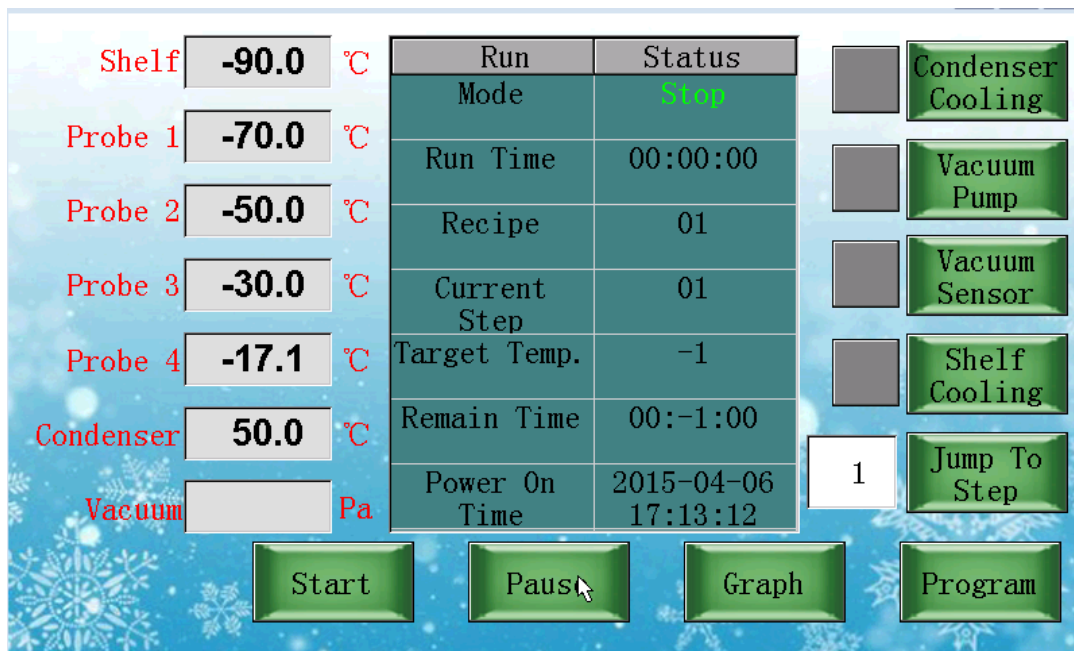 Shelf -90.0 ℃
Probe 1 -70.0 ℃
Probe 2 -50.0 ℃
Probe 3 -30.0 ℃
Probe 4 -17.1 ℃
Condenser 50.0 ℃
Vacuum Pa
Run Status
Mode Stop
Run Time 00:00:00
Recipe 01
Current 01
Step
Target Temp. -1
Remain Time 00:-1:00
Power On 2015-04-06
Time 17:13:12
Condenser
Cooling
Vacuum
Pump
Vacuum
Sensor
Shelf
Cooling
1 Jump To
Step
Start Pause Graph Program